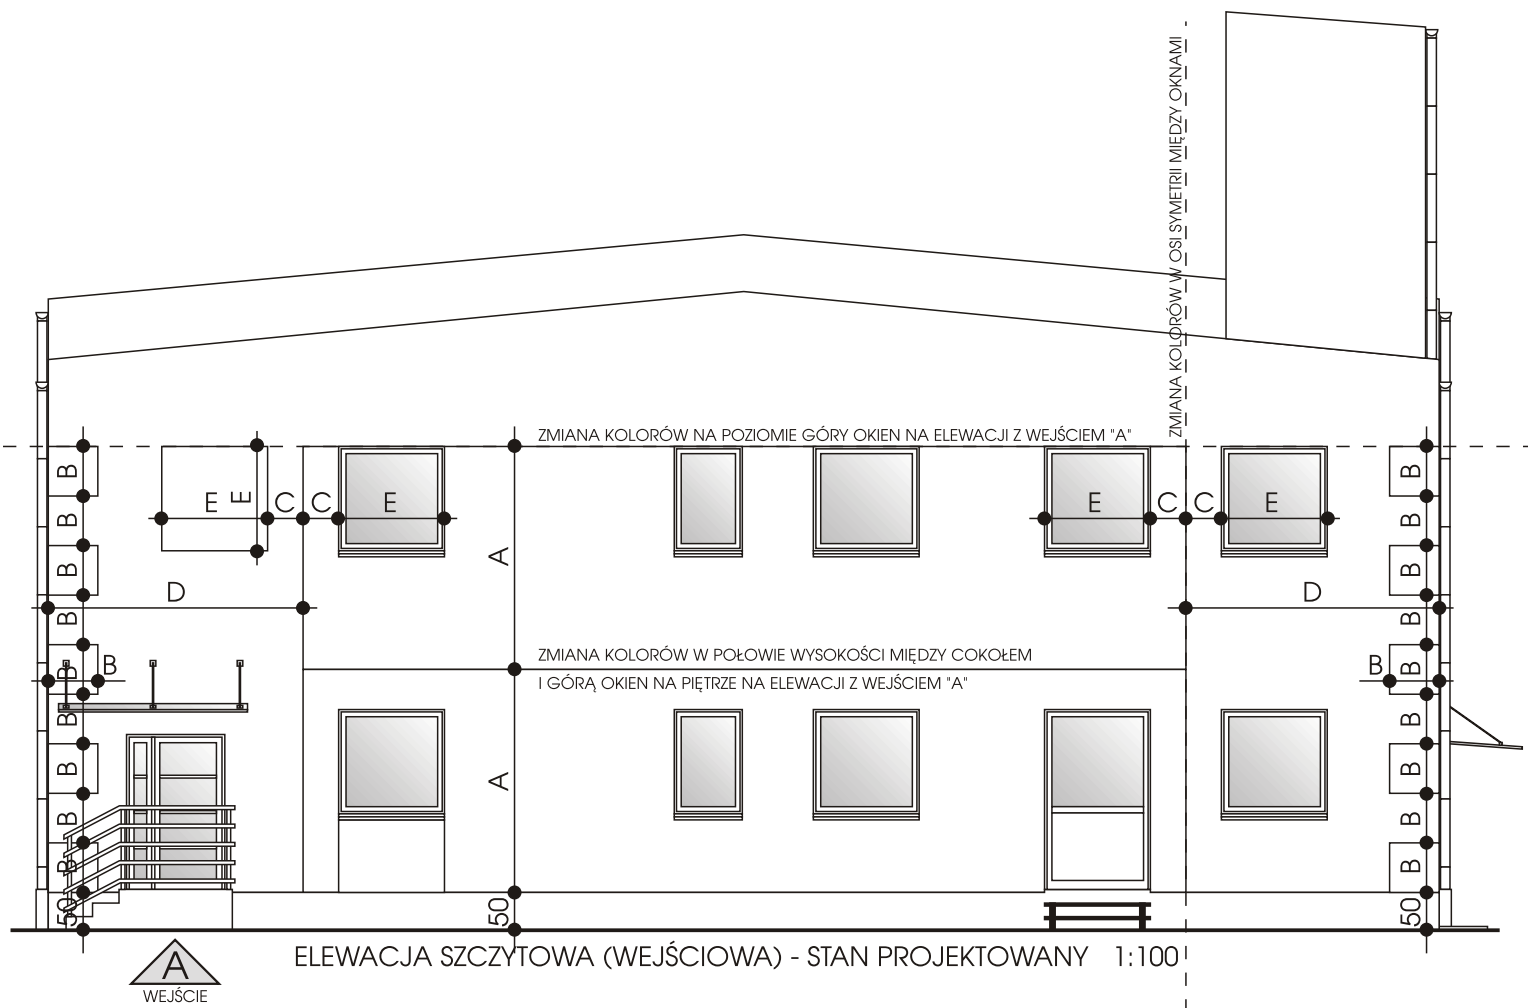 ZMIANA KOLORÓW W OSI SYMETRII MIĘDZY OKNAMI
ZMIANA KOLORÓW NA POZIOMIE GÓRY OKIEN NA ELEWACJI Z WEJŚCIEM "A"
B
B
B
B
B
B
B
B
B
B
50
E
E
C
C
E
D
A
ZMIANA KOLORÓW W POŁOWIE WYSOKOŚCI MIĘDZY COKOŁEM
I GÓRĄ OKIEN NA PIĘTRZE NA ELEWACJI Z WEJŚCIEM "A"
A
50
E
C
C
E
D
B
B
B
B
B
B
B
B
B
B
50
ELEWACJA SZCZYTOWA (WEJŚCIOWA) - STAN PROJEKTOWANY 1:100
A
WEJŚCIE